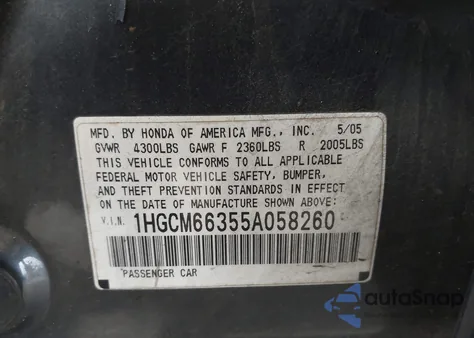 MFD. BY HONDA OF AMERICA MFG., INC. 5/05
GVWR 4300LBS GAWR F 2360LBS R 2005LBS
THIS VEHICLE CONFORMS TO ALL APPLICABLE
FEDERAL MOTOR VEHICLE SAFETY, BUMPER,
AND THEFT PREVENTION STANDARDS IN EFFECT
ON THE DATE OF MANUFACTURE SHOWN ABOVE.
V.I.N. 1HGCM66355A058260
PASSENGER CAR
autoSnap